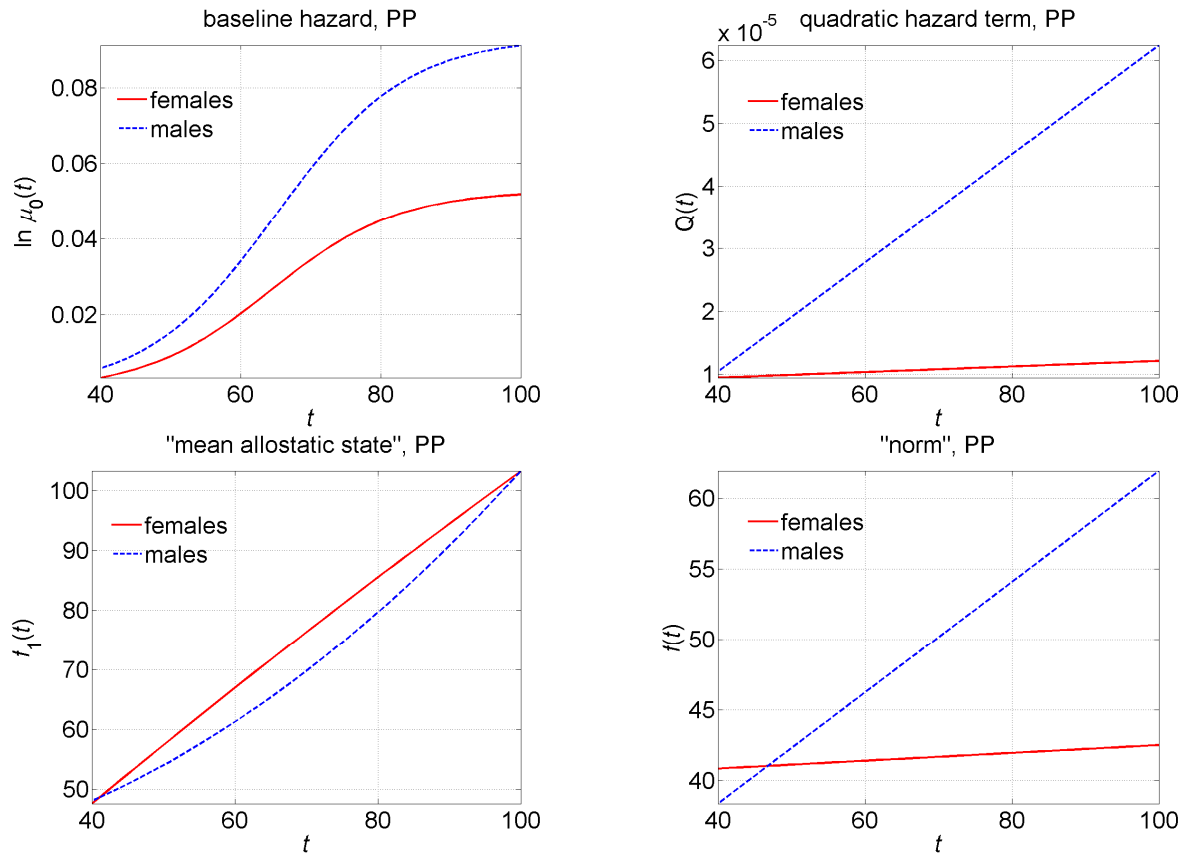 baseline hazard, PP
ln μ0(t)
0.08
0.06
0.04
0.02
females
males
40 60 80 100
t
quadratic hazard term, PP
x 10-5
Q(t)
6
5
4
3
2
1
females
males
40 60 80 100
t
"mean allostatic state", PP
f1(t)
100
90
80
70
60
50
females
males
40 60 80 100
t
"norm", PP
f(t)
60
55
50
45
40
females
males
40 60 80 100
t